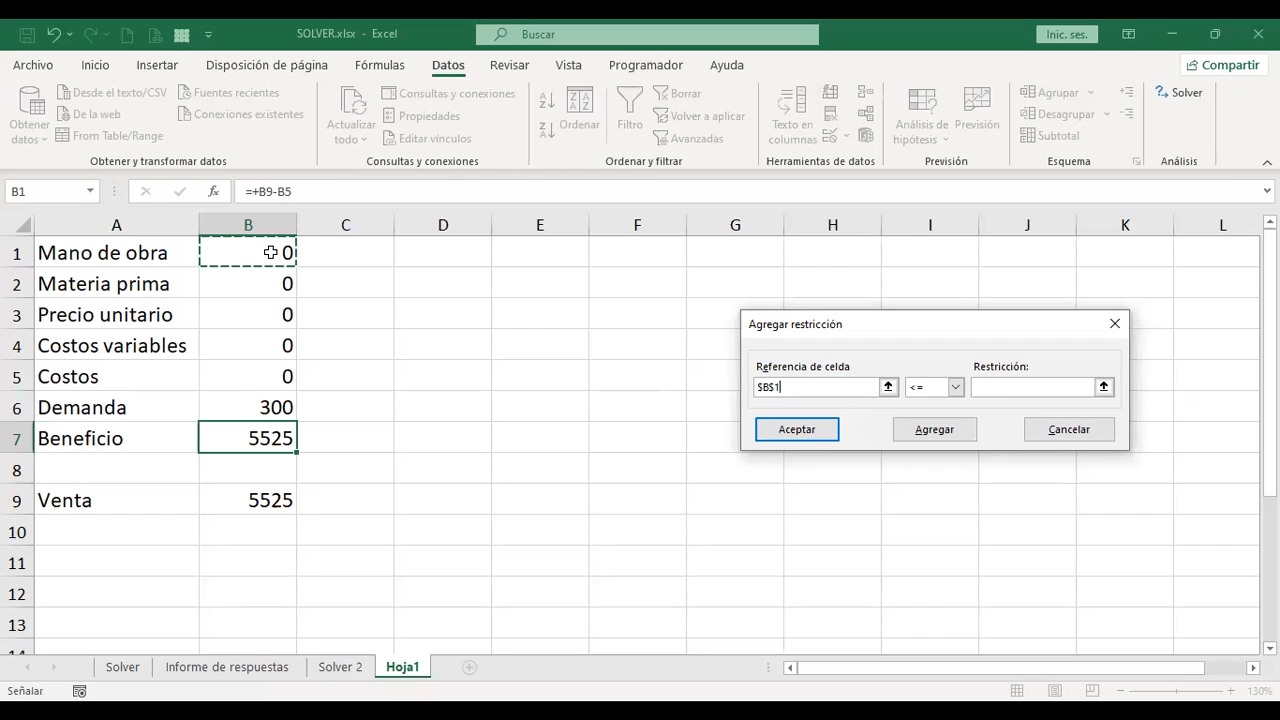 SOLVER.xlsx - Excel
Buscar
Inic. ses.
Archivo Inicio Insertar Disposición de página Fórmulas Datos Revisar Vista Programador Ayuda
Compartir
Obtener datos
Desde el texto/CSV
De la web
From Table/Range
Fuentes recientes
Conexiones existentes
Obtener y transformar datos
Actualizar todo
Consultas y conexiones
Propiedades
Editar vínculos
Consultas y conexiones
Ordenar
Filtro
Borrar
Volver a aplicar
Avanzadas
Ordenar y filtrar
Texto en columnas
Herramientas de datos
Análisis de hipótesis
Previsión
Previsión
Agrupar
Desagrupar
Subtotal
Esquema
Solver
Análisis
B1
fx
=+B9-B5
A B C D E F G H I J K L
1 Mano de obra 0
2 Materia prima 0
3 Precio unitario 0
4 Costos variables 0
5 Costos 0
6 Demanda 300
7 Beneficio 5525
8
9 Venta 5525
10
11
12
13
14
Agregar restricción
Referencia de celda
Restricción:
$B$1
<=
Aceptar
Agregar
Cancelar
Solver Informe de respuestas Solver 2 Hoja1
Señalar
130%